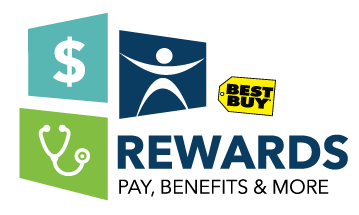 $
BEST
BUY
REWARDS
PAY, BENEFITS & MORE